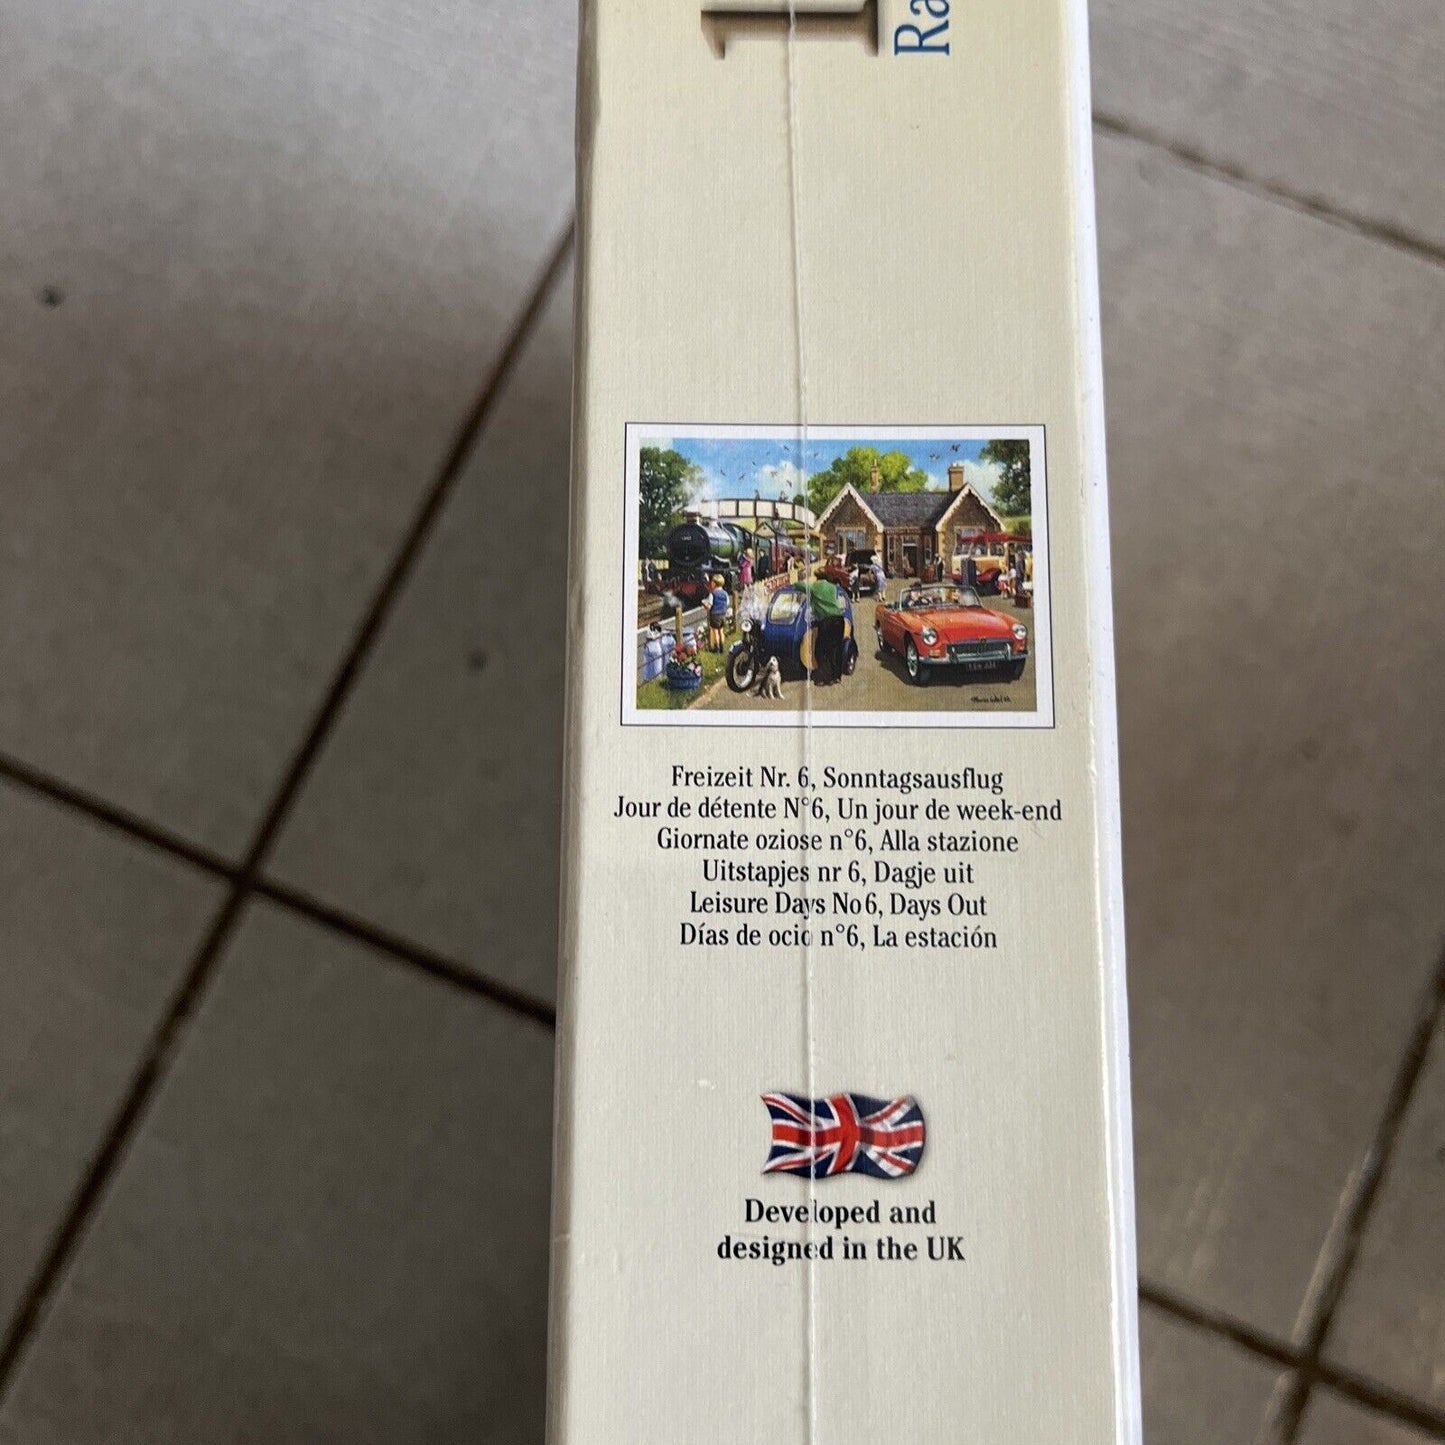 1
Ra
Freizeit Nr. 6, Sonntagsausflug
Jour de détente N°6, Un jour de week-end
Giornate oziose n°6, Alla stazione
Uitstapjes nr 6, Dagje uit
Leisure Days No 6, Days Out
Días de ocio n°6, La estación
Developed and
designed in the UK